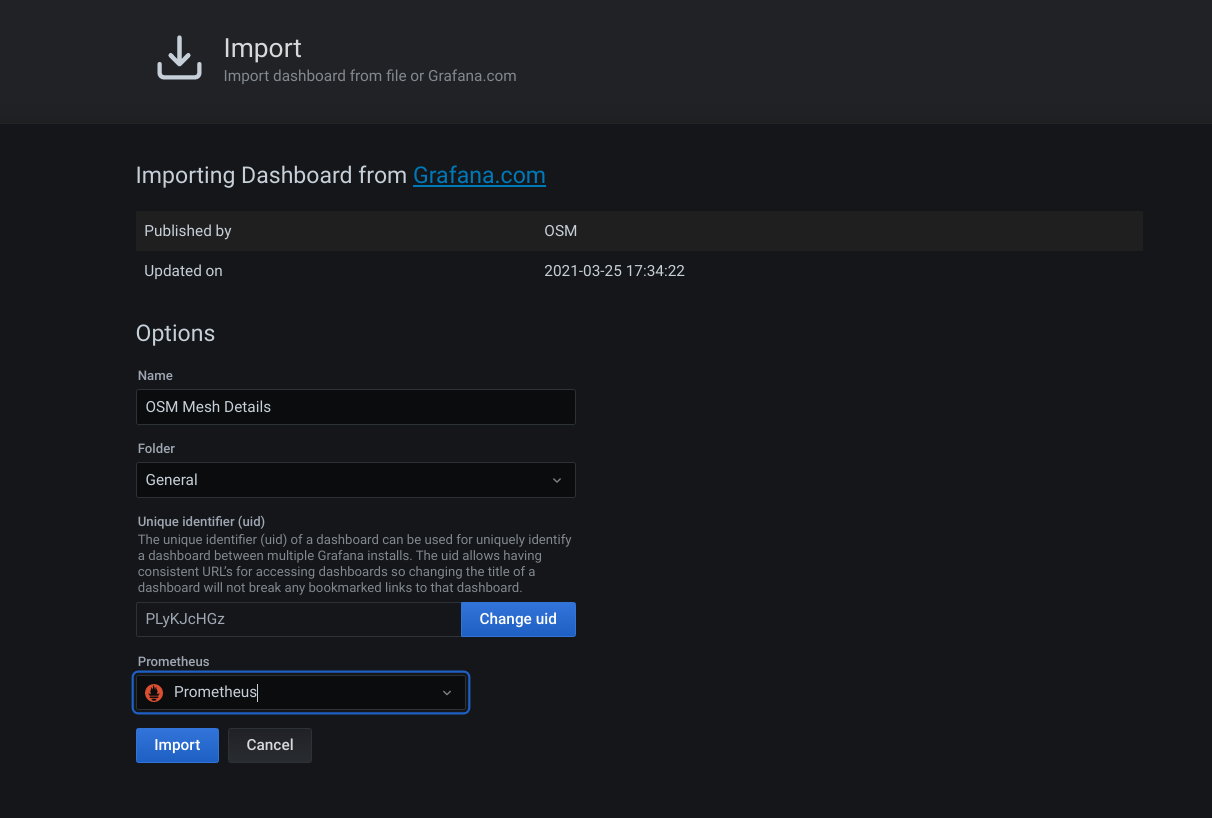 Import
Import dashboard from file or Grafana.com
Importing Dashboard from Grafana.com
Published by OSM
Updated on 2021-03-25 17:34:22
Options
Name
OSM Mesh Details
Folder
General
Unique identifier (uid)
The unique identifier (uid) of a dashboard can be used for uniquely identify
a dashboard between multiple Grafana installs. The uid allows having
consistent URL's for accessing dashboards so changing the title of a
dashboard will not break any bookmarked links to that dashboard.
PLyKJcHGz Change uid
Prometheus
Prometheus
Import Cancel